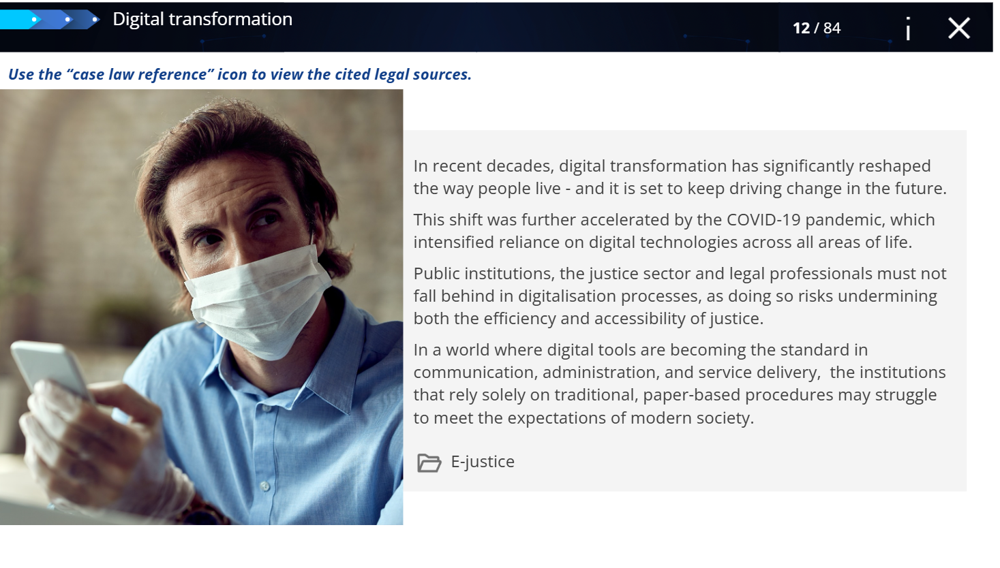 Digital transformation
12 / 84
i
Use the “case law reference” icon to view the cited legal sources.
In recent decades, digital transformation has significantly reshaped
the way people live - and it is set to keep driving change in the future.
This shift was further accelerated by the COVID-19 pandemic, which
intensified reliance on digital technologies across all areas of life.
Public institutions, the justice sector and legal professionals must not
fall behind in digitalisation processes, as doing so risks undermining
both the efficiency and accessibility of justice.
In a world where digital tools are becoming the standard in
communication, administration, and service delivery,  the institutions
that rely solely on traditional, paper-based procedures may struggle
to meet the expectations of modern society.
E-justice